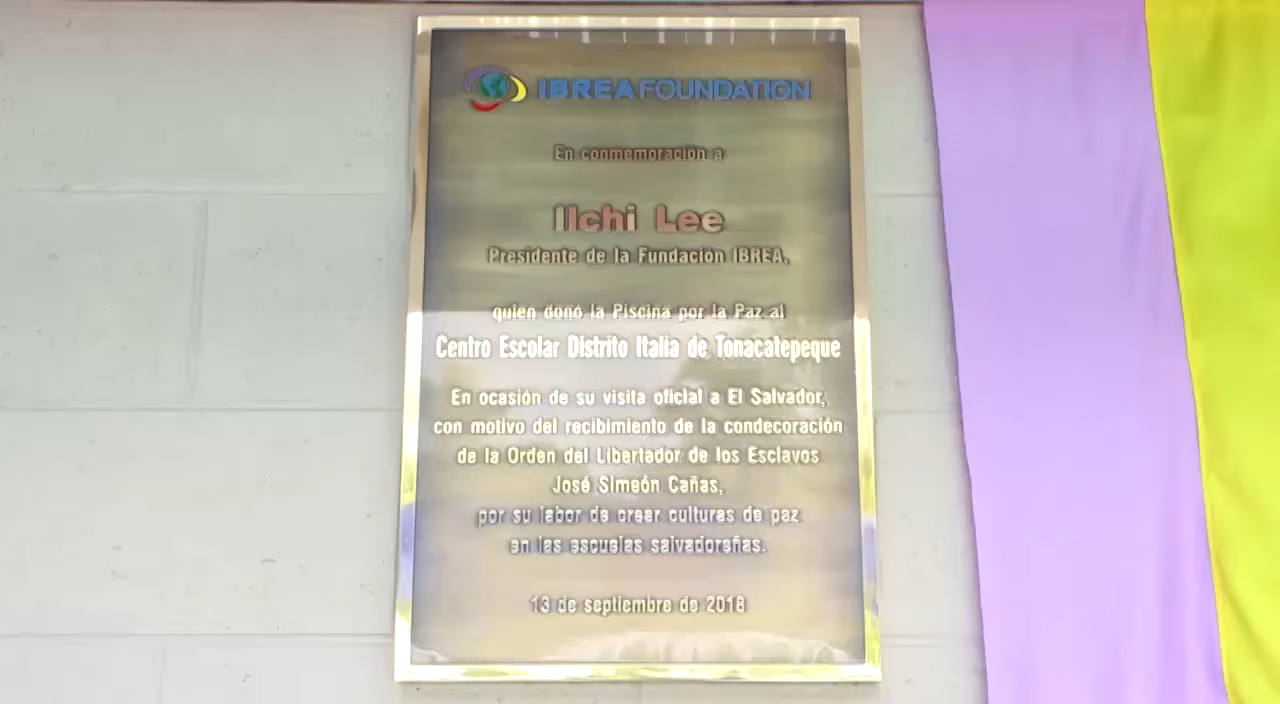 IBREA FOUNDATION
En conmemoración a
Ilchi Lee
Presidente de la Fundación IBREA,
quien donó la Piscina por la Paz al
Centro Escolar Distrito Italia de Tonacatepeque
En ocasión de su visita oficial a El Salvador,
con motivo del recibimiento de la condecoración
de la Orden del Libertador de los Esclavos
José Simeón Cañas,
por su labor de crear culturas de paz
en las escuelas salvadoreñas.
13 de septiembre de 2018